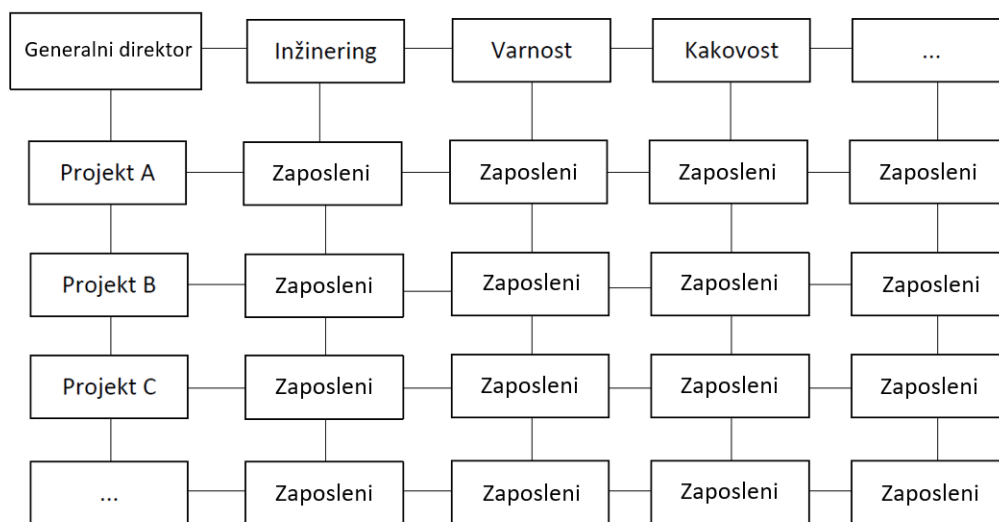 Generalni direktor
Inžinering
Varnost
Kakovost
...
Projekt A
Zaposleni
Zaposleni
Zaposleni
Zaposleni
Projekt B
Zaposleni
Zaposleni
Zaposleni
Zaposleni
Projekt C
Zaposleni
Zaposleni
Zaposleni
Zaposleni
...
Zaposleni
Zaposleni
Zaposleni
Zaposleni